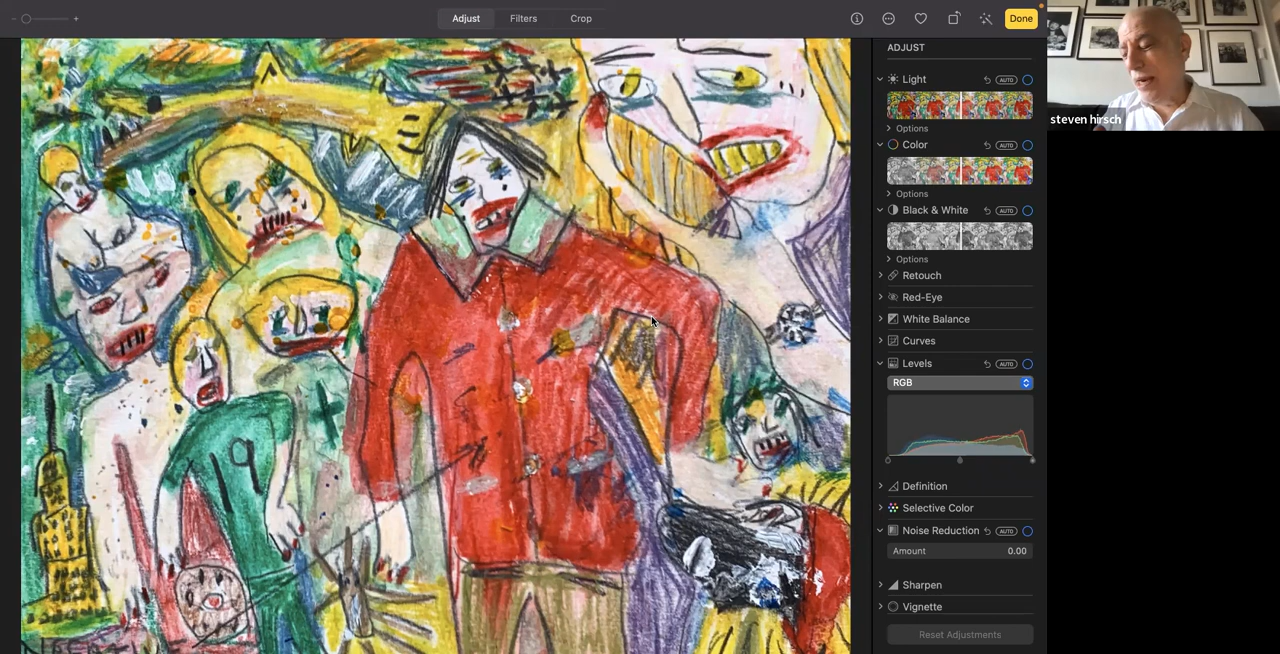 - +
Adjust Filters Crop
Done
ADJUST
Light AUTO
Options
Color AUTO
Options
Black & White AUTO
Options
Retouch
Red-Eye
White Balance
Curves
Levels AUTO
RGB
Definition
Selective Color
Noise Reduction AUTO
Amount 0.00
Sharpen
Vignette
Reset Adjustments
steven hirsch
19